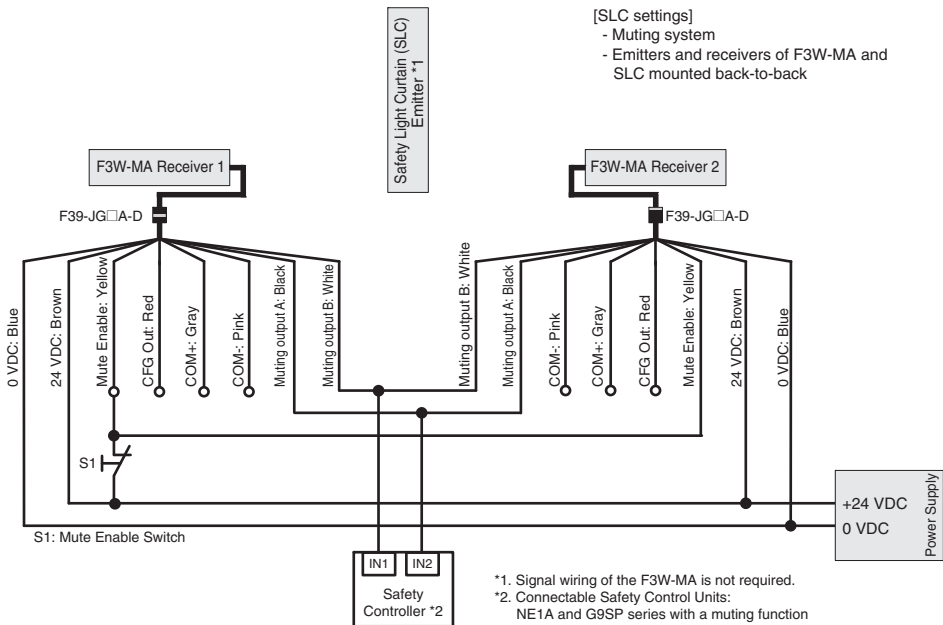 [SLC settings]
- Muting system
- Emitters and receivers of F3W-MA and
SLC mounted back-to-back
Safety Light Curtain (SLC)
Emitter *1
F3W-MA Receiver 1
F3W-MA Receiver 2
F39-JG□A-D
F39-JG□A-D
0 VDC: Blue
24 VDC: Brown
Mute Enable: Yellow
CFG Out: Red
COM+: Gray
COM-: Pink
Muting output A: Black
Muting output B: White
Muting output B: White
Muting output A: Black
COM-: Pink
COM+: Gray
CFG Out: Red
Mute Enable: Yellow
24 VDC: Brown
0 VDC: Blue
S1
+24 VDC
0 VDC
Power Supply
S1: Mute Enable Switch
IN1
IN2
Safety
Controller *2
*1. Signal wiring of the F3W-MA is not required.
*2. Connectable Safety Control Units:
NE1A and G9SP series with a muting function